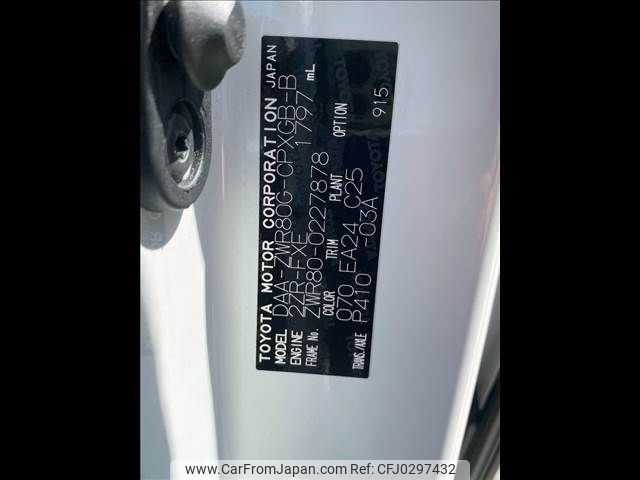 TOYOTA MOTOR CORPORATION JAPAN
MODEL DAA-ZWR80G-CPXGB-B
ENGINE 2ZR-FXE 1797 mL
FRAME No. ZWR80-0227878
COLOR TRIM PLANT OPTION
070 EA24 C25 915
TRANS./AXLE P410 -03A
www.CarFromJapan.com | REF 240290297432